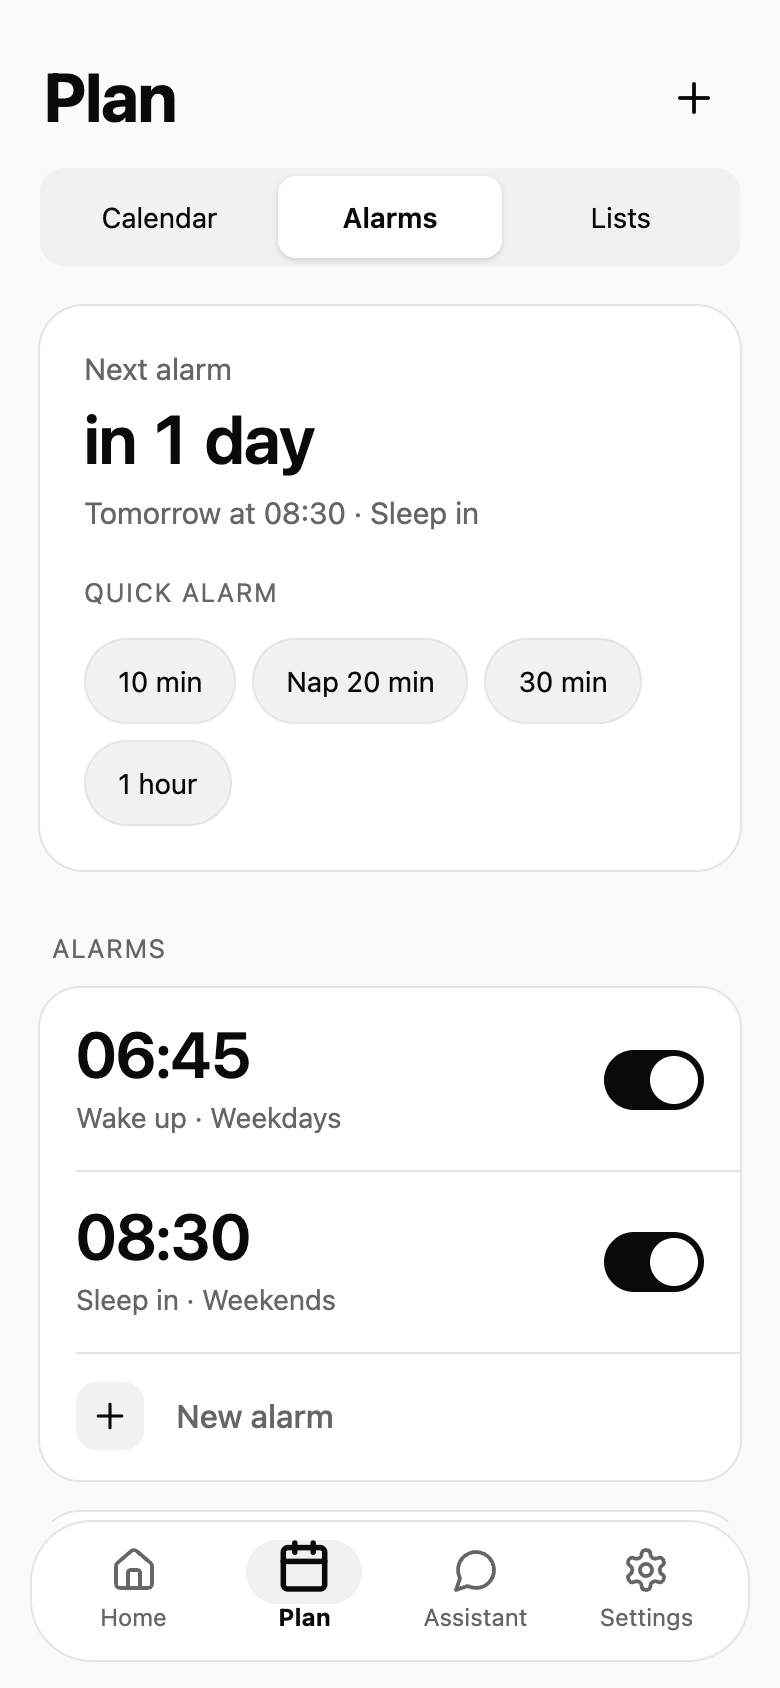 Plan
Calendar
Alarms
Lists
Next alarm
in 1 day
Tomorrow at 08:30 · Sleep in
QUICK ALARM
10 min
Nap 20 min
30 min
1 hour
ALARMS
06:45
Wake up · Weekdays
08:30
Sleep in · Weekends
New alarm
Home
Plan
Assistant
Settings